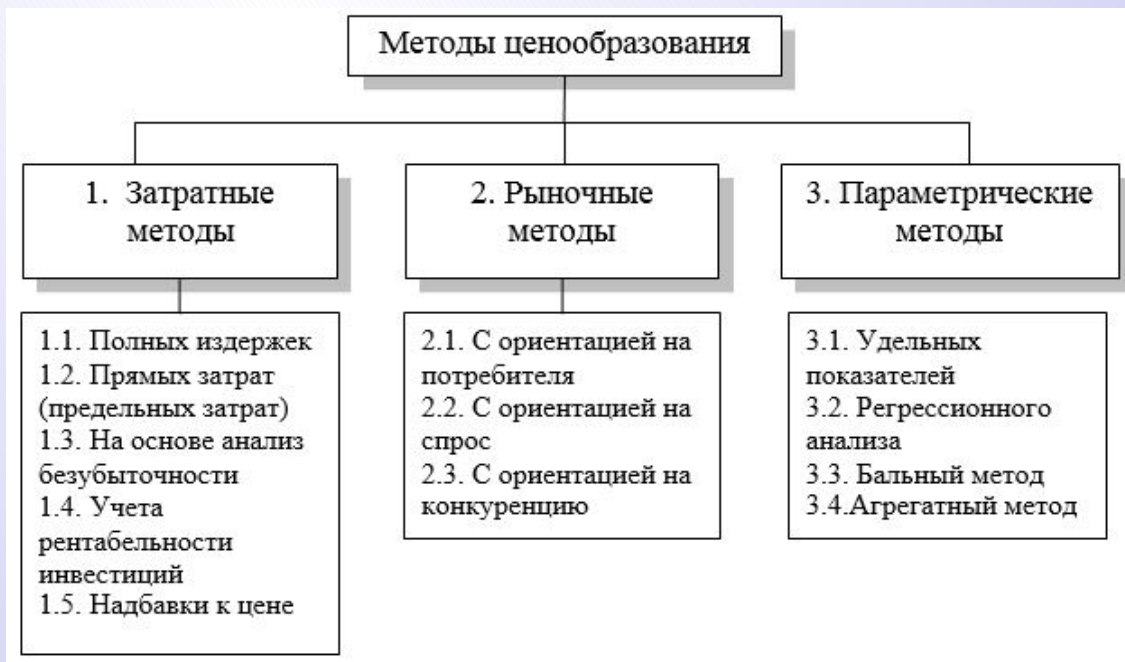 Методы ценообразования
1. Затратные
методы
2. Рыночные
методы
3. Параметрические
методы
1.1. Полных издержек
1.2. Прямых затрат
(предельных затрат)
1.3. На основе анализ
безубыточности
1.4. Учета
рентабельности
инвестиций
1.5. Надбавки к цене
2.1. С ориентацией на
потребителя
2.2. С ориентацией на
спрос
2.3. С ориентацией на
конкуренцию
3.1. Удельных
показателей
3.2. Регрессионного
анализа
3.3. Бальный метод
3.4.Агрегатный метод